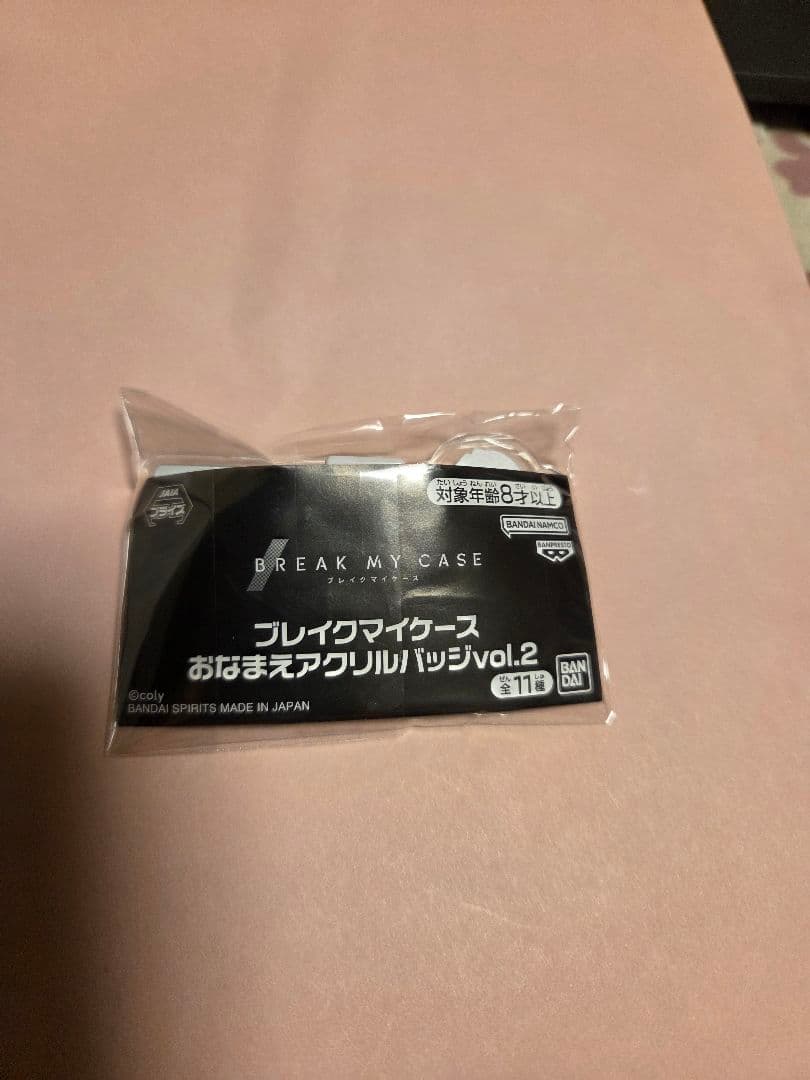 JAIA
プライズ
たいしょうねんれい さい いじょう
対象年齢8才以上
BANDAI NAMCO
BANPRESTO
BREAK MY CASE
ブレイクマイケース
ブレイクマイケース
おなまえアクリルバッジvol.2
ぜん しゅ
全11種
BAN
DAI
©coly
BANDAI SPIRITS MADE IN JAPAN